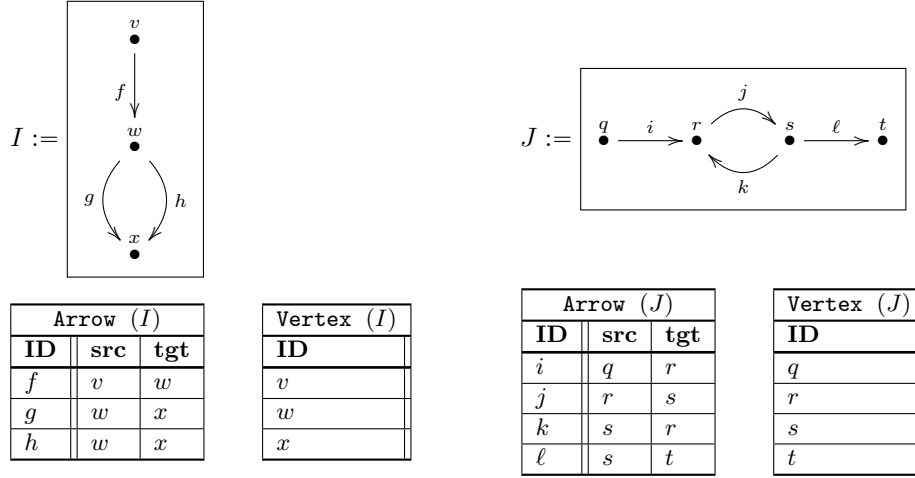 I :=
v
f
w
g
h
x
J :=
q
i
r
j
s
k
ℓ
t
Arrow (I)
ID src tgt
f v w
g w x
h w x
Vertex (I)
ID
v
w
x
Arrow (J)
ID src tgt
i q r
j r s
k s r
ℓ s t
Vertex (J)
ID
q
r
s
t